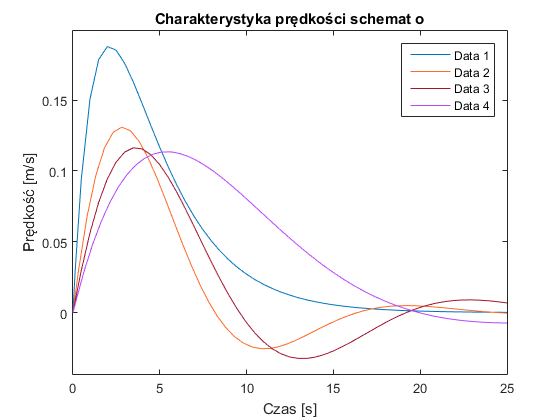 Charakterystyka prędkości schemat o
Prędkość [m/s]
0.15
0.1
0.05
0
0
5
10
15
20
25
Czas [s]
Data 1
Data 2
Data 3
Data 4